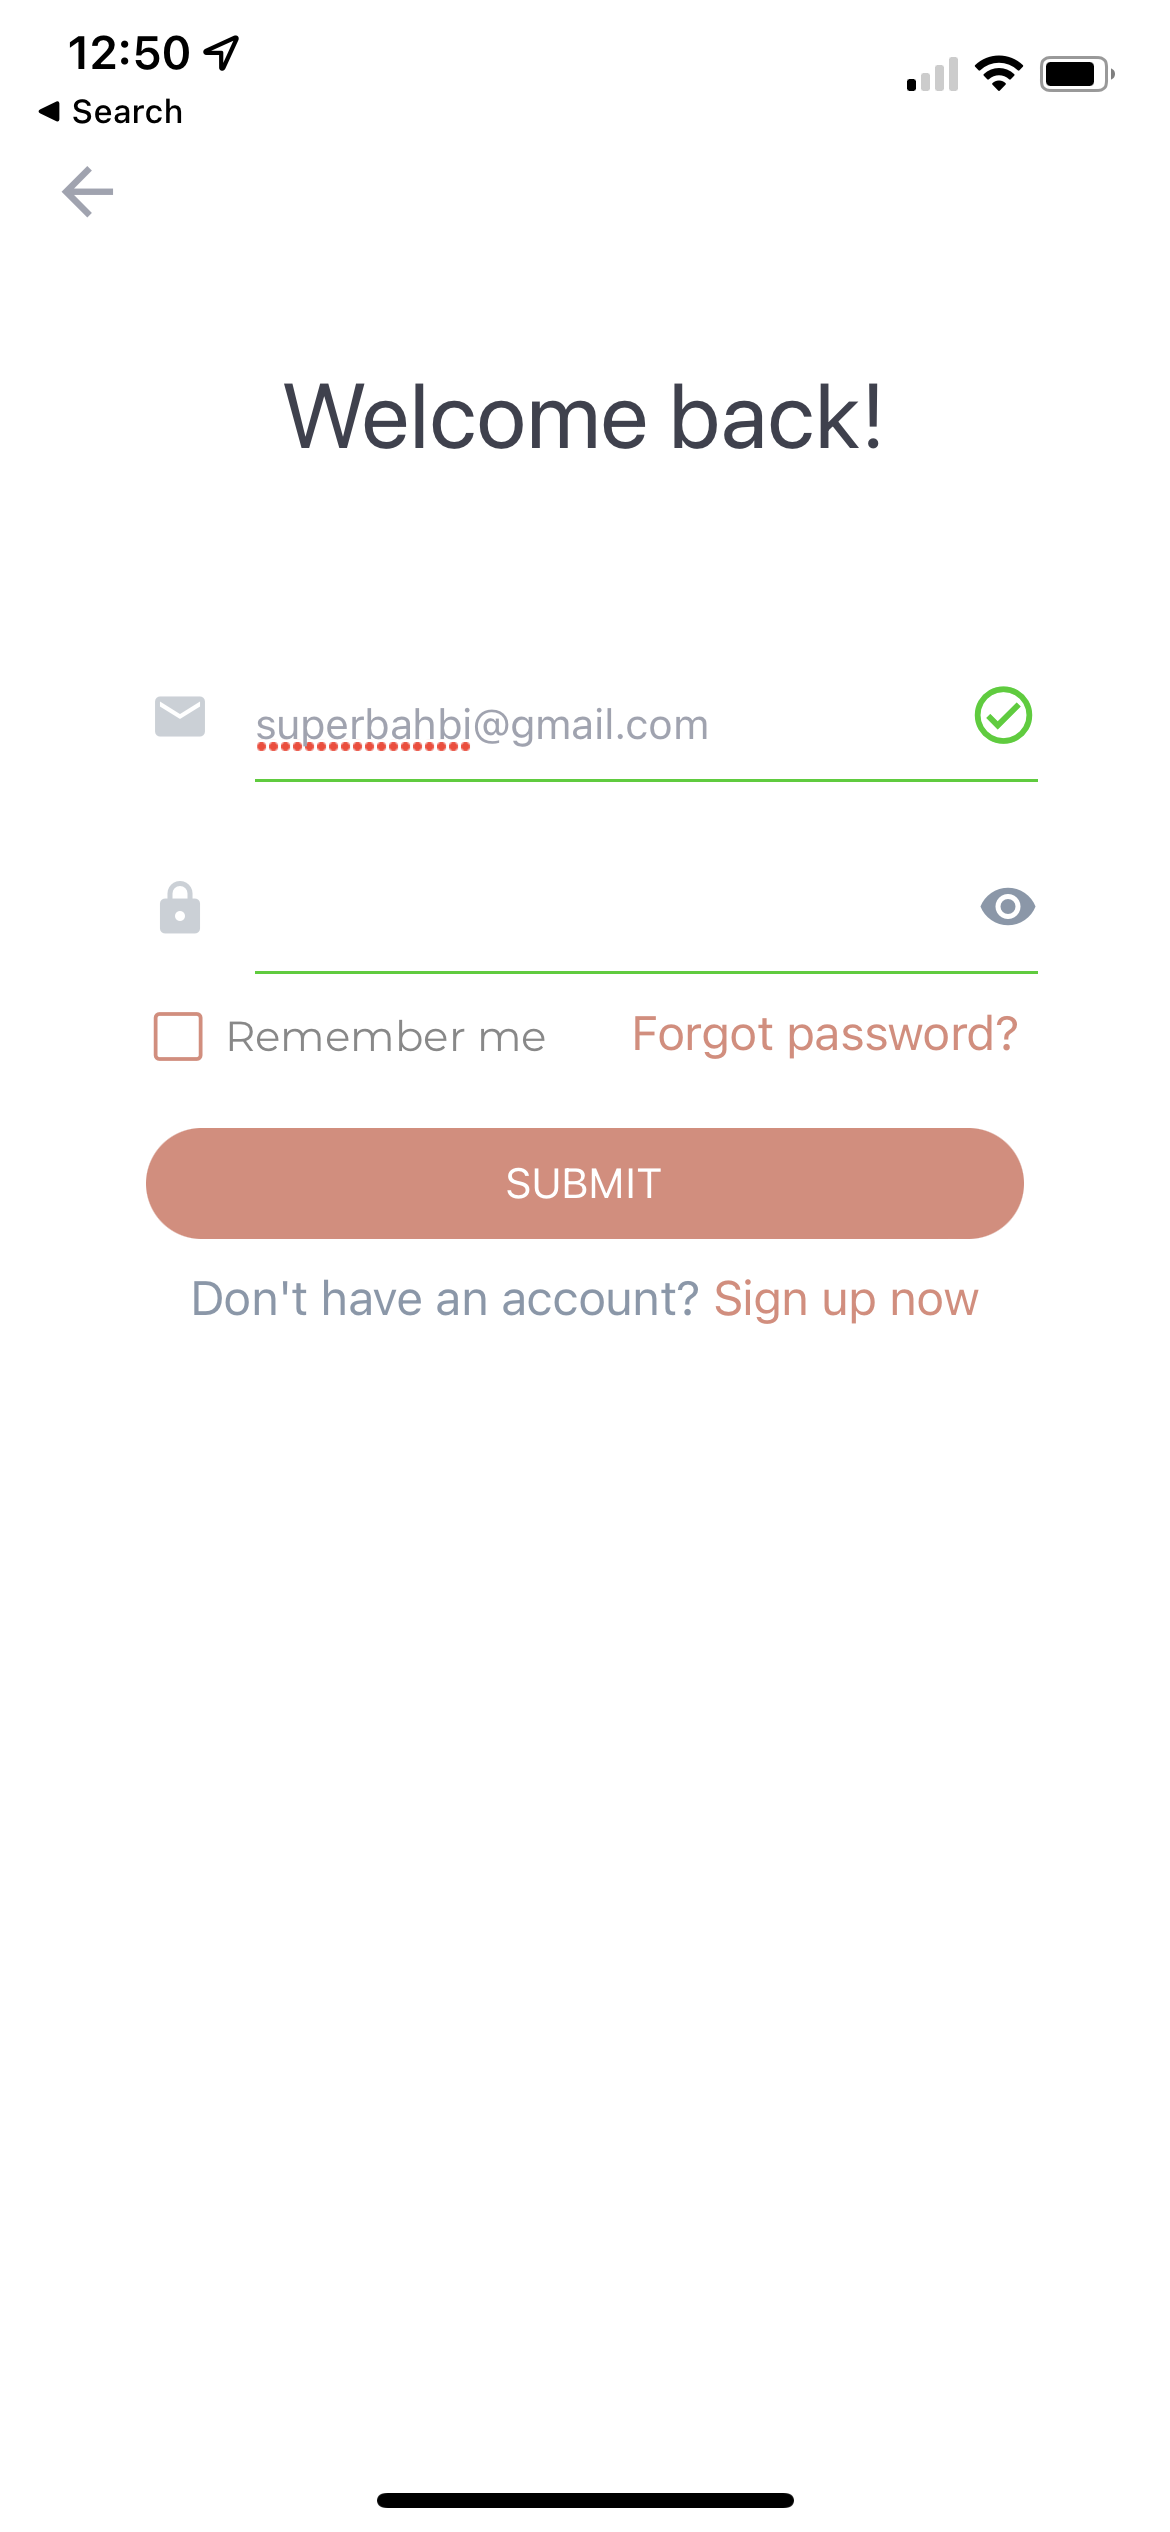 12:50
Search
Welcome back!
superbahbi@gmail.com
Remember me
Forgot password?
SUBMIT
Don't have an account? Sign up now